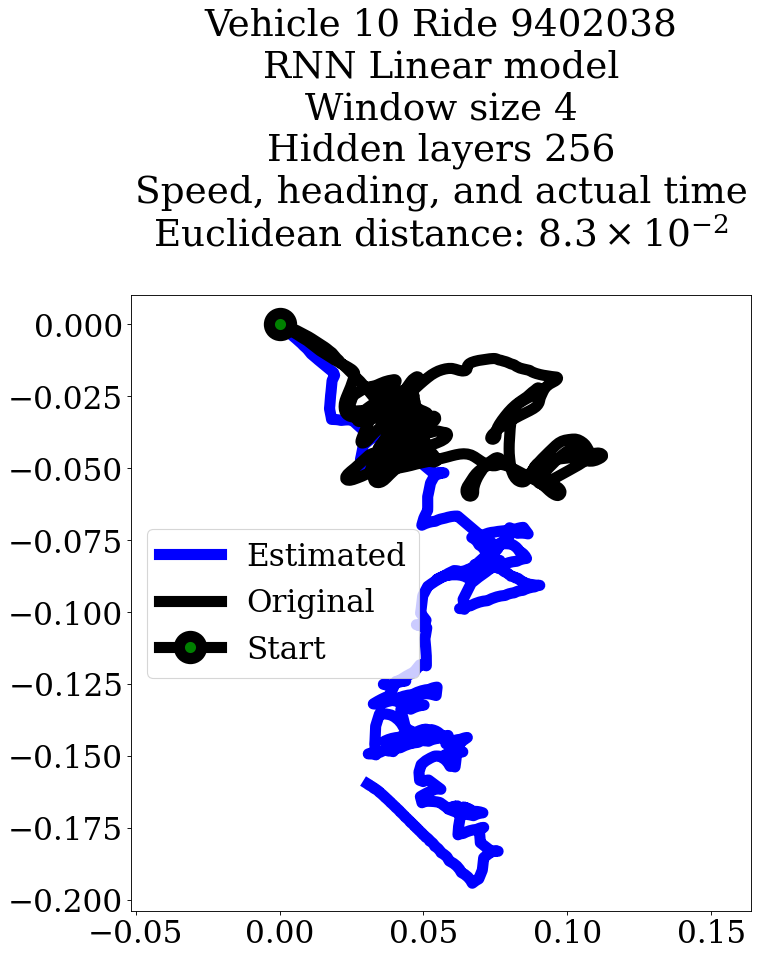 Vehicle 10 Ride 9402038
RNN Linear model
Window size 4
Hidden layers 256
Speed, heading, and actual time
Euclidean distance: 8.3 × 10⁻²
0.000
−0.025
−0.050
−0.075
−0.100
−0.125
−0.150
−0.175
−0.200
Estimated
Original
Start
−0.05 0.00 0.05 0.10 0.15